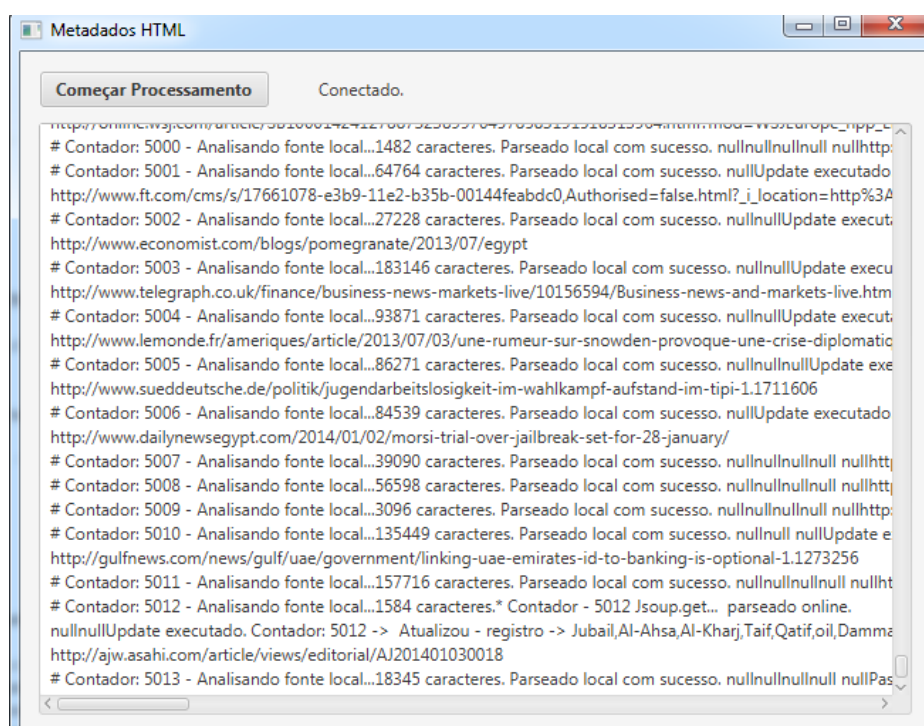 Metadados HTML
Começar Processamento Conectado.
# Contador: 5000 - Analisando fonte local...1482 caracteres. Parseado local com sucesso. nullnullnullnull nullhttp:
# Contador: 5001 - Analisando fonte local...64764 caracteres. Parseado local com sucesso. nullUpdate executado
http://www.ft.com/cms/s/17661078-e3b9-11e2-b35b-00144feabdc0,Authorised=false.html?_i_location=http%3A
# Contador: 5002 - Analisando fonte local...27228 caracteres. Parseado local com sucesso. nullnullUpdate executa
http://www.economist.com/blogs/pomegranate/2013/07/egypt
# Contador: 5003 - Analisando fonte local...183146 caracteres. Parseado local com sucesso. nullnullUpdate execu
http://www.telegraph.co.uk/finance/business-news-markets-live/10156594/Business-news-and-markets-live.htm
# Contador: 5004 - Analisando fonte local...93871 caracteres. Parseado local com sucesso. nullnullUpdate executa
http://www.lemonde.fr/ameriques/article/2013/07/03/une-rumeur-sur-snowden-provoque-une-crise-diplomatic
# Contador: 5005 - Analisando fonte local...86271 caracteres. Parseado local com sucesso. nullnullnullUpdate exe
http://www.sueddeutsche.de/politik/jugendarbeitslosigkeit-im-wahlkampf-aufstand-im-tipi-1.1711606
# Contador: 5006 - Analisando fonte local...84539 caracteres. Parseado local com sucesso. nullUpdate executado
http://www.dailynewsegypt.com/2014/01/02/morsi-trial-over-jailbreak-set-for-28-january/
# Contador: 5007 - Analisando fonte local...39090 caracteres. Parseado local com sucesso. nullnullnullnull nullhtt
# Contador: 5008 - Analisando fonte local...56598 caracteres. Parseado local com sucesso. nullnullnullnull nullhtt
# Contador: 5009 - Analisando fonte local...3096 caracteres. Parseado local com sucesso. nullnullnullnull nullhttp:
# Contador: 5010 - Analisando fonte local...135449 caracteres. Parseado local com sucesso. nullnull nullUpdate e
http://gulfnews.com/news/gulf/uae/government/linking-uae-emirates-id-to-banking-is-optional-1.1273256
# Contador: 5011 - Analisando fonte local...157716 caracteres. Parseado local com sucesso. nullnullnullnull nullht
# Contador: 5012 - Analisando fonte local...1584 caracteres.* Contador - 5012 Jsoup.get... parseado online.
nullnullUpdate executado. Contador: 5012 -> Atualizou - registro -> Jubail,Al-Ahsa,Al-Kharj,Taif,Qatif,oil,Damma
http://ajw.asahi.com/article/views/editorial/AJ201401030018
# Contador: 5013 - Analisando fonte local...18345 caracteres. Parseado local com sucesso. nullnullnullnull nullPas